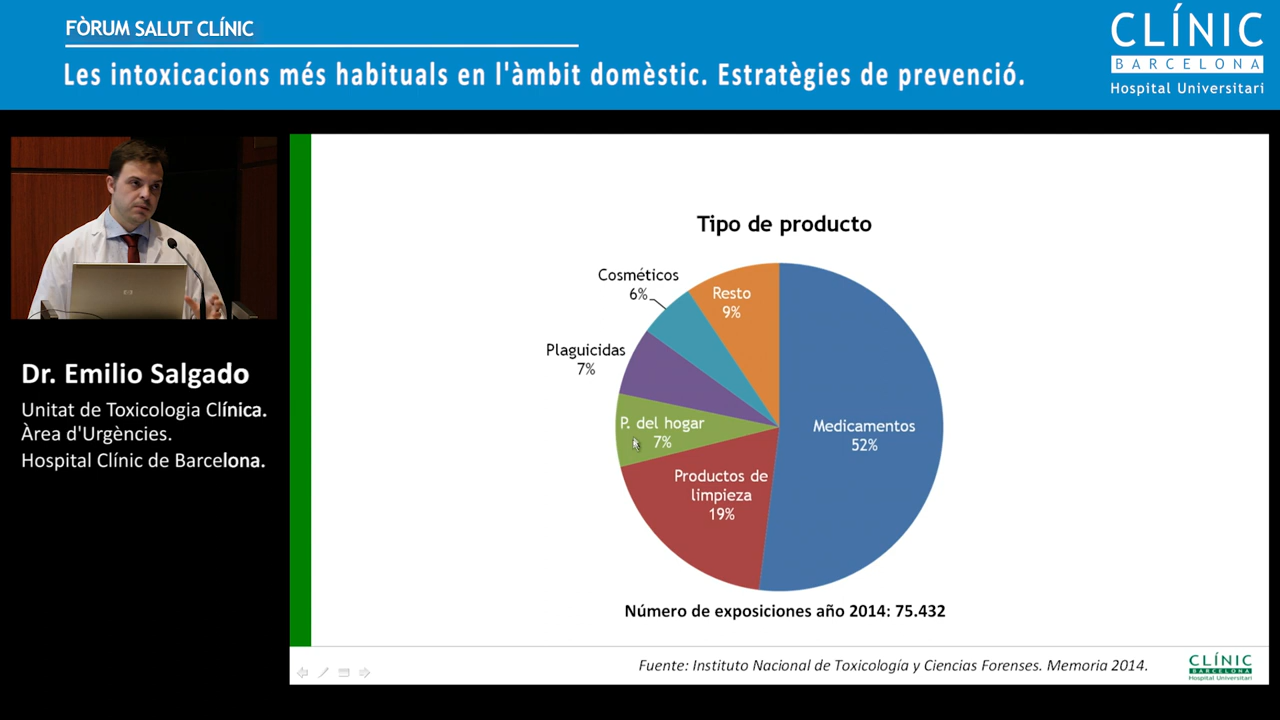 FÒRUM SALUT CLÍNIC
Les intoxicacions més habituals en l'àmbit domèstic. Estratègies de prevenció.
CLÍNIC
BARCELONA
Hospital Universitari
Dr. Emilio Salgado
Unitat de Toxicologia Clínica.
Àrea d'Urgències.
Hospital Clínic de Barcelona.
Tipo de producto
Cosméticos
6%
Resto
9%
Plaguicidas
7%
P. del hogar
7%
Medicamentos
52%
Productos de
limpieza
19%
Número de exposiciones año 2014: 75.432
Fuente: Instituto Nacional de Toxicología y Ciencias Forenses. Memoria 2014.
CLÍNIC
BARCELONA
Hospital Universitari